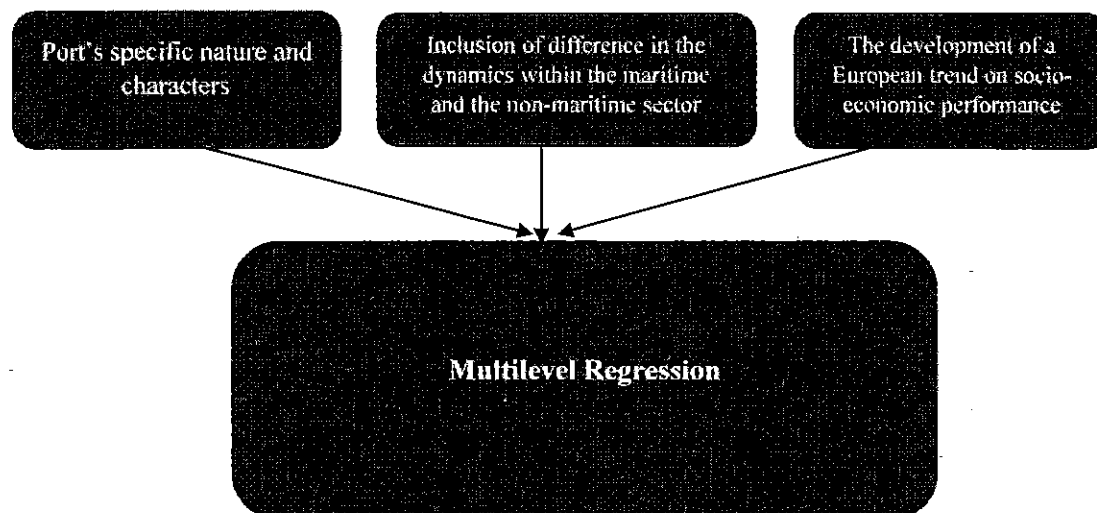 Port's specific nature and
characters
Inclusion of difference in the
dynamics within the maritime
and the non-maritime sector
The development of a
European trend on socio-
economic performance
Multilevel Regression